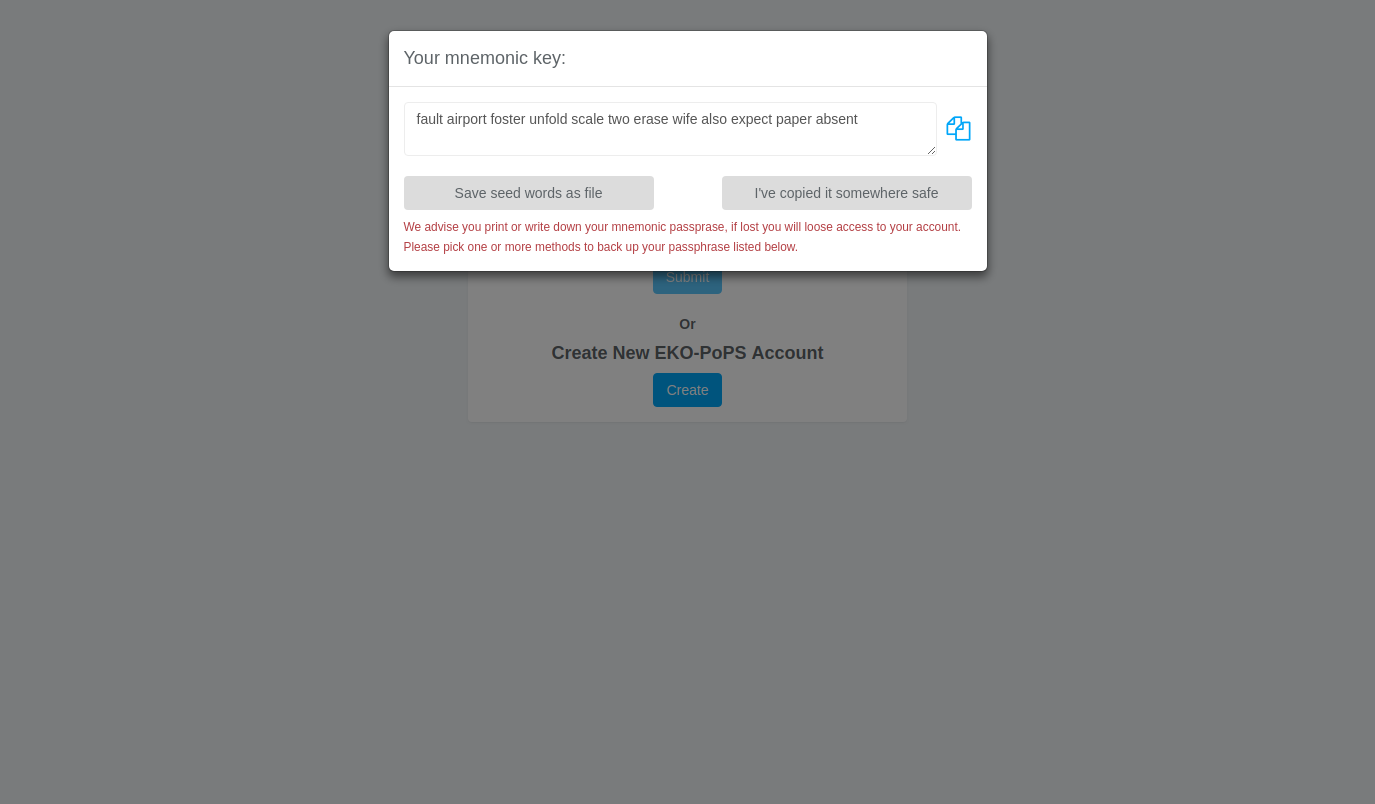 Your mnemonic key:
fault airport foster unfold scale two erase wife also expect paper absent
Save seed words as file
I've copied it somewhere safe
We advise you print or write down your mnemonic passprase, if lost you will loose access to your account.
Please pick one or more methods to back up your passphrase listed below.
Submit
Or
Create New EKO-PoPS Account
Create